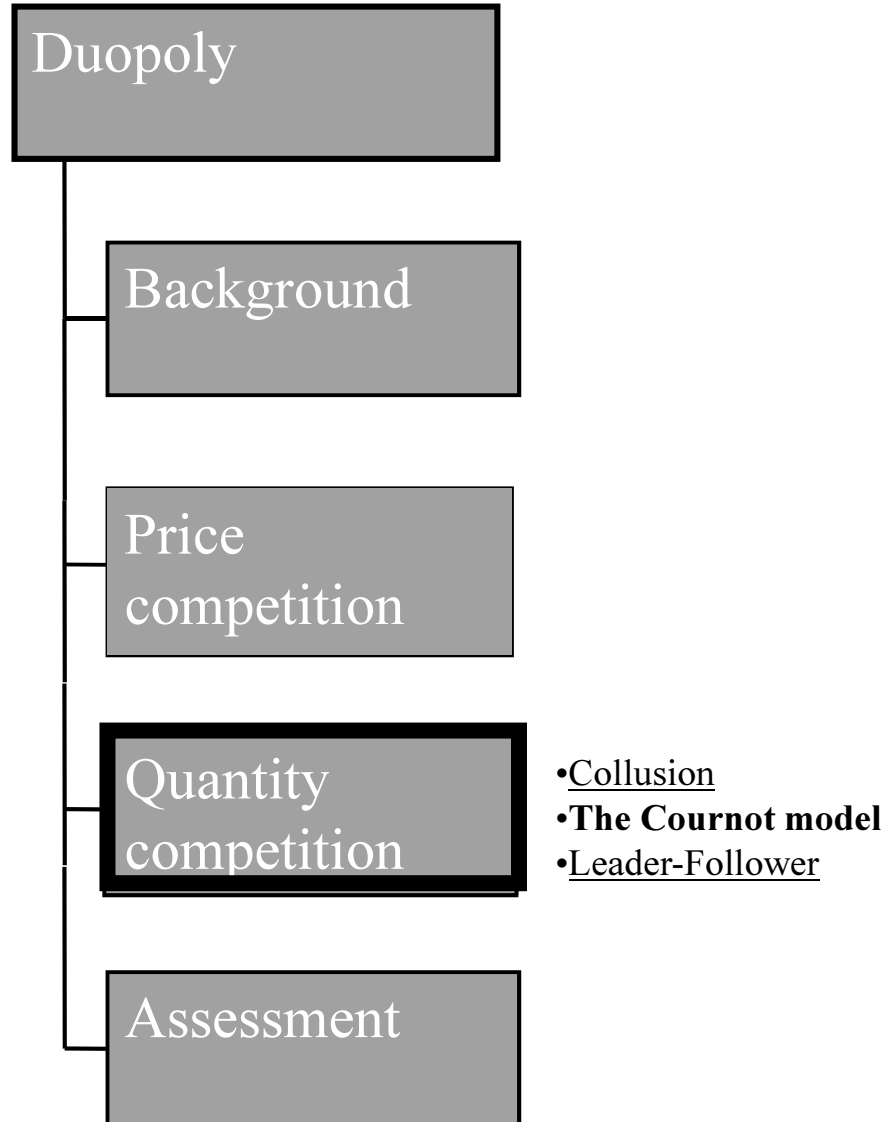 Duopoly
Background
Price
competition
Quantity
competition
•Collusion
•The Cournot model
•Leader-Follower
Assessment